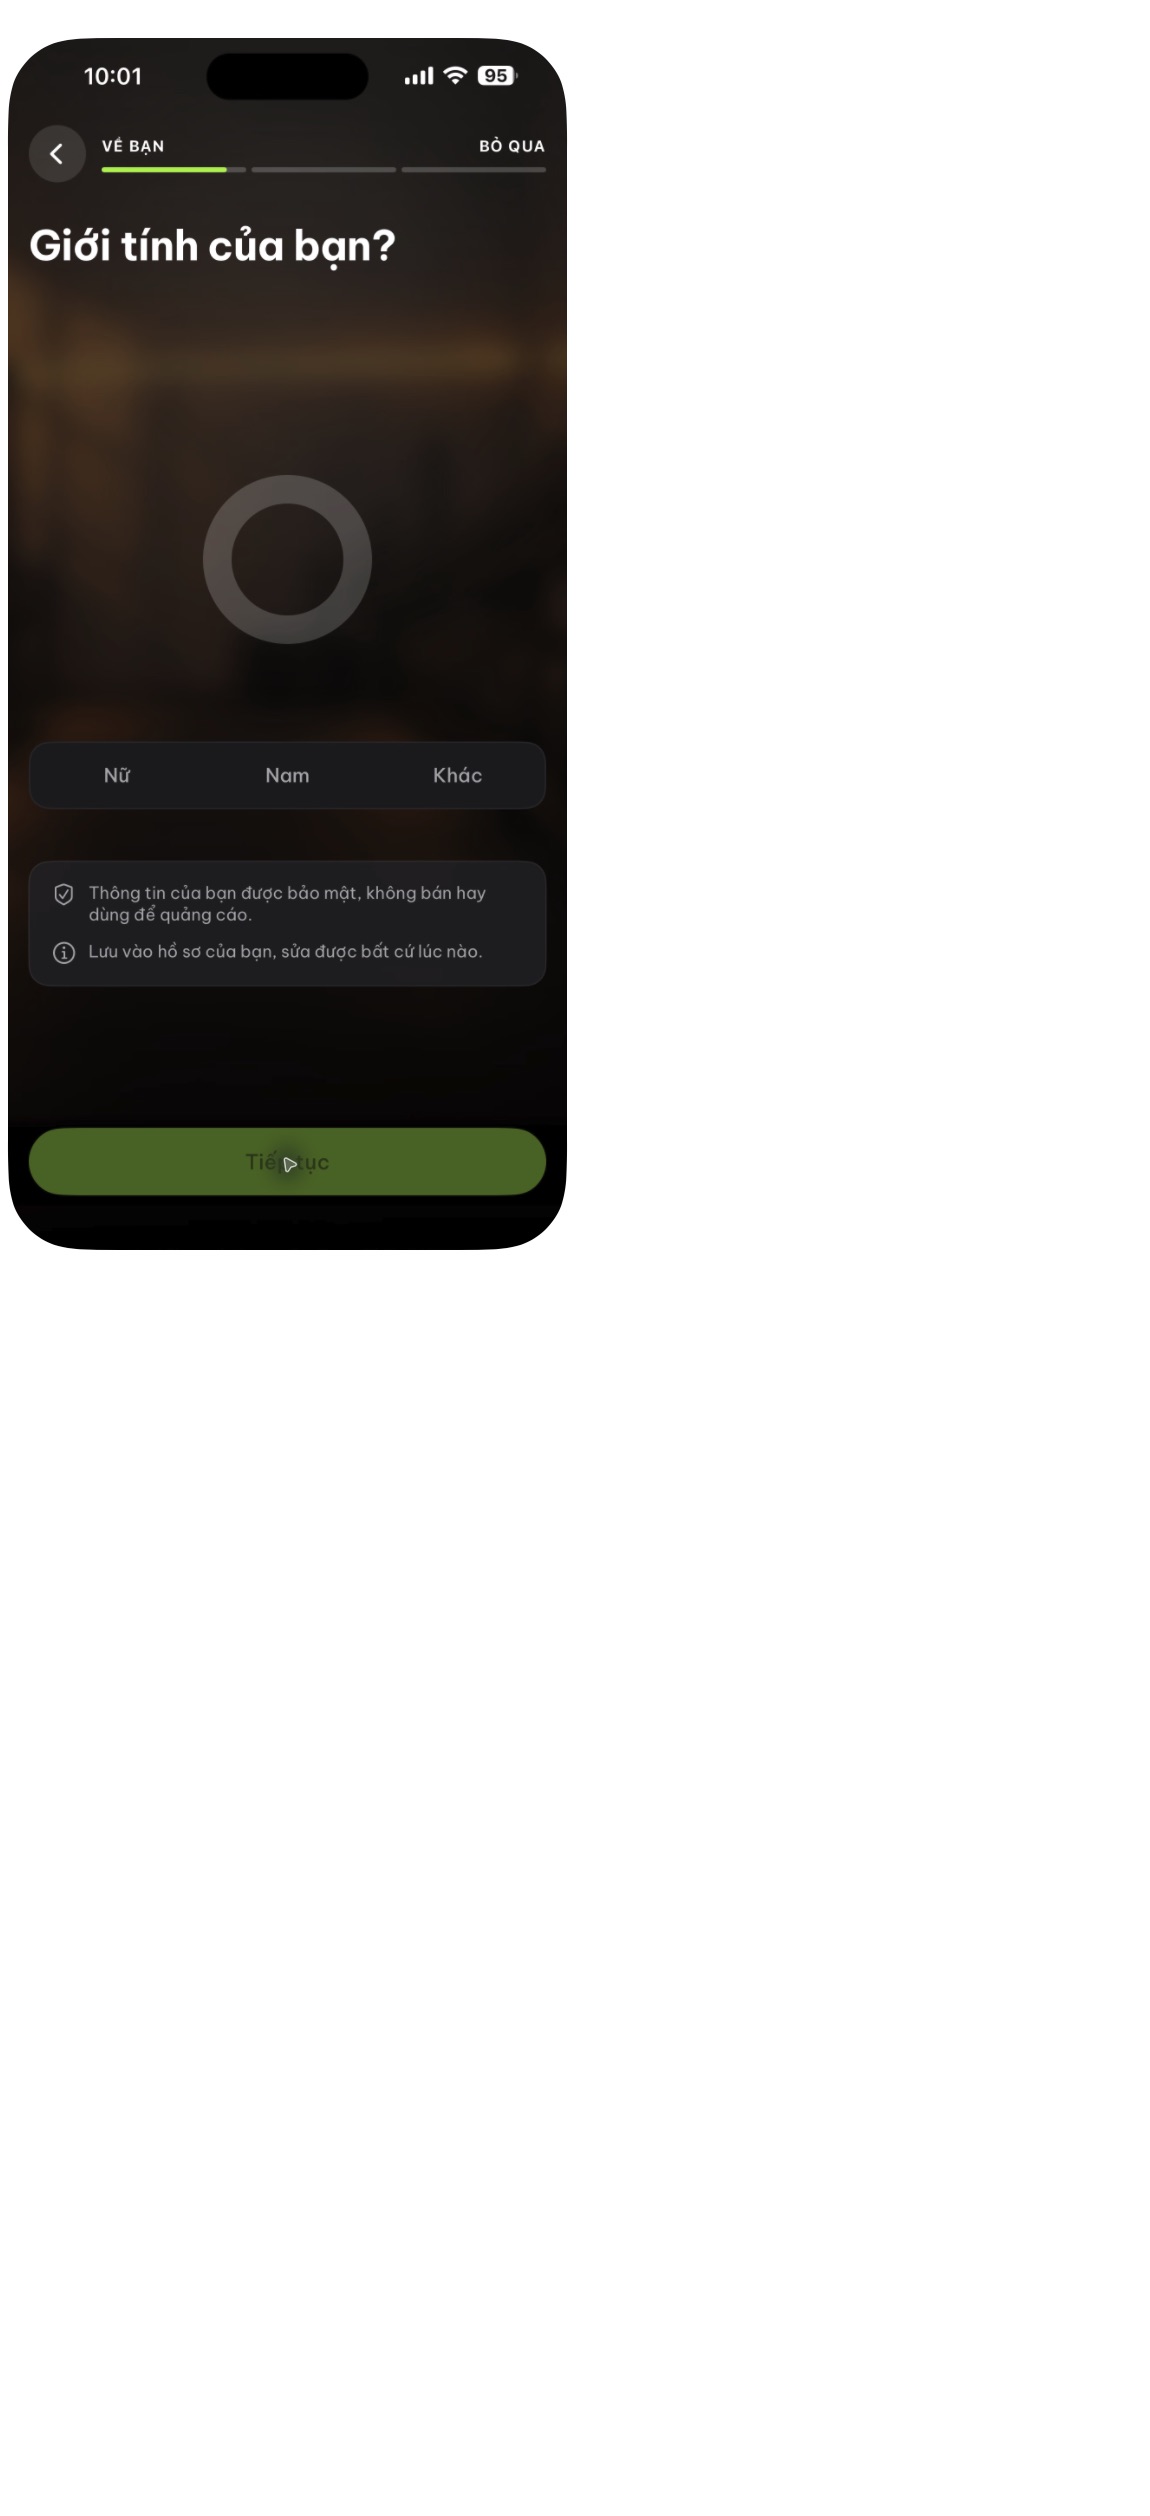 10:01
95
VỀ BẠN
BỎ QUA
Giới tính của bạn?
Nữ
Nam
Khác
Thông tin của bạn được bảo mật, không bán hay
dùng để quảng cáo.
Lưu vào hồ sơ của bạn, sửa được bất cứ lúc nào.
Tiếp tục